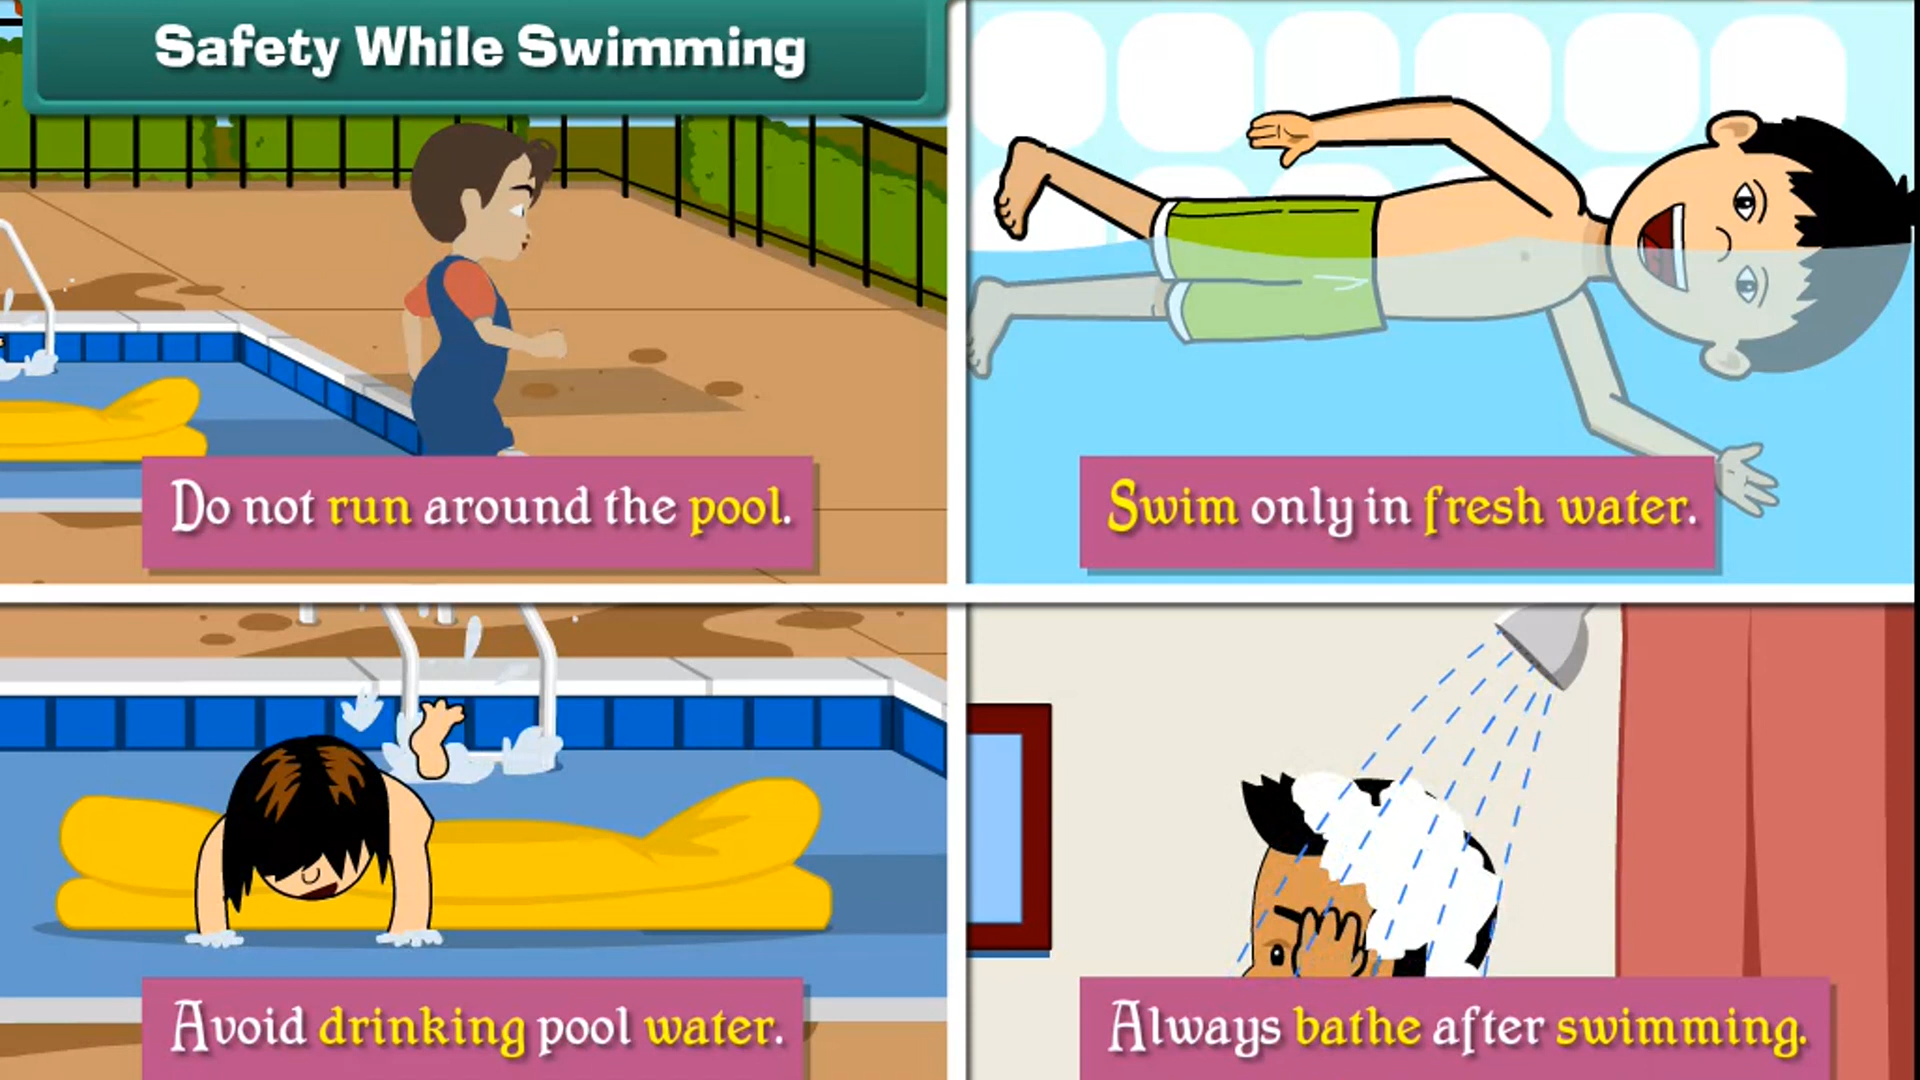 Safety While Swimming
Do not run around the pool.
Swim only in fresh water.
Avoid drinking pool water.
Always bathe after swimming.